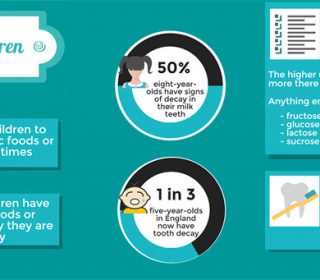 ren
ildren to
c foods or
times
ren have
ods or
y they are
y
50%
eight-year-
olds have signs
of decay in
their milk
teeth
1 in 3
five-year-olds
in England
now have
tooth decay
The higher
more there
Anything en
- fructose
- glucose
- lactose
- sucrose